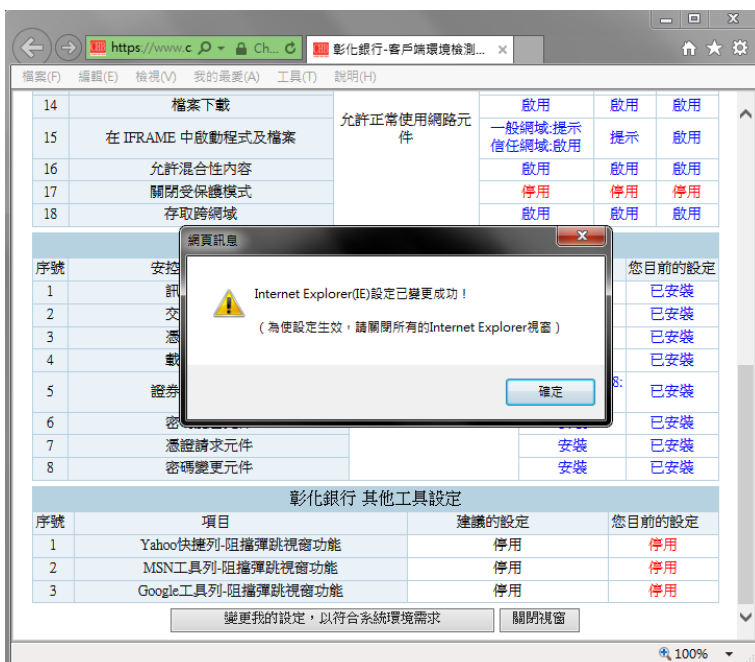 https://www.c
Ch...
彰化銀行-客戶端環境檢測...
檔案(F) 編輯(E) 檢視(V) 我的最愛(A) 工具(T) 說明(H)
14 檔案下載 允許正常使用網路元件 啟用 啟用 啟用
15 在 IFRAME 中啟動程式及檔案 一般網域:提示 信任網域:啟用 提示 啟用
16 允許混合性內容 啟用 啟用 啟用
17 關閉受保護模式 停用 停用 停用
18 存取跨網域 啟用 啟用 啟用
網頁訊息
Internet Explorer(IE)設定已變更成功！
（為使設定生效，請關閉所有的Internet Explorer視窗）
確定
序號 安控 您目前的設定
1 訊 已安裝
2 交 已安裝
3 憑 已安裝
4 載 已安裝
5 證券 8: 已安裝
6 密 已安裝
7 憑證請求元件 安裝 已安裝
8 密碼變更元件 安裝 已安裝
彰化銀行 其他工具設定
序號 項目 建議的設定 您目前的設定
1 Yahoo快捷列-阻擋彈跳視窗功能 停用 停用
2 MSN工具列-阻擋彈跳視窗功能 停用 停用
3 Google工具列-阻擋彈跳視窗功能 停用 停用
變更我的設定，以符合系統環境需求 關閉視窗
100%